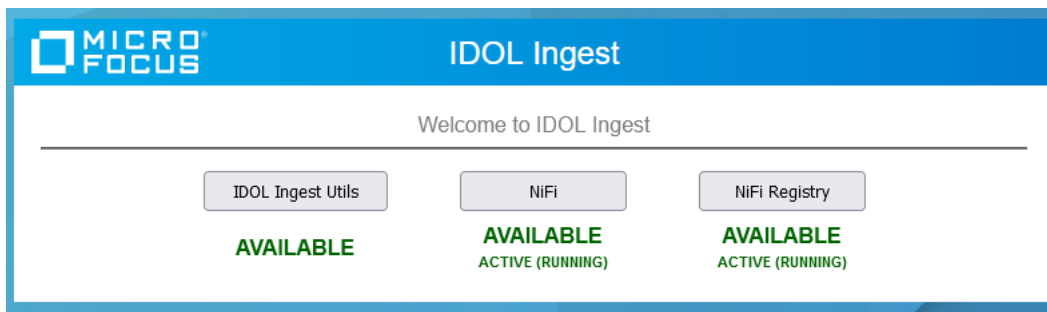 MICRO®
FOCUS
IDOL Ingest
Welcome to IDOL Ingest
IDOL Ingest Utils
NiFi
NiFi Registry
AVAILABLE
AVAILABLE
AVAILABLE
ACTIVE (RUNNING)
ACTIVE (RUNNING)